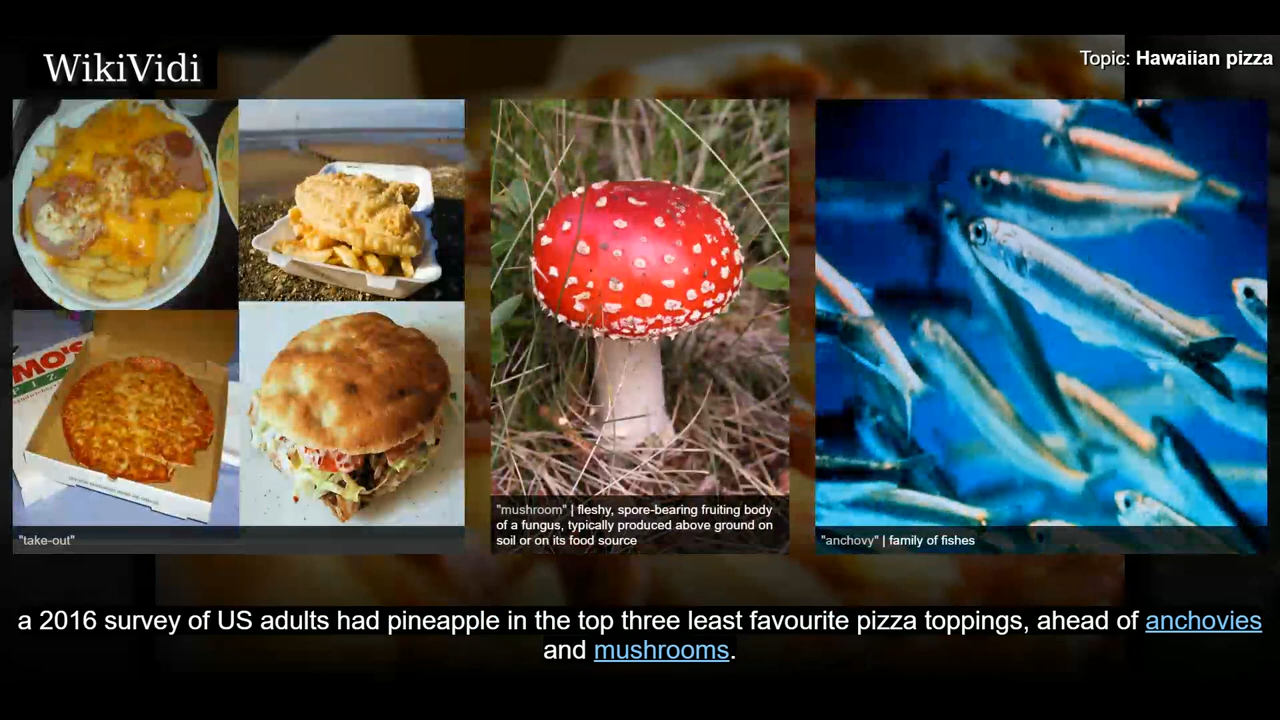 WikiVidi
Topic: Hawaiian pizza
MO'S
PIZ
"take-out"
"mushroom" | fleshy, spore-bearing fruiting body
of a fungus, typically produced above ground on
soil or on its food source
"anchovy" | family of fishes
a 2016 survey of US adults had pineapple in the top three least favourite pizza toppings, ahead of anchovies
and mushrooms.